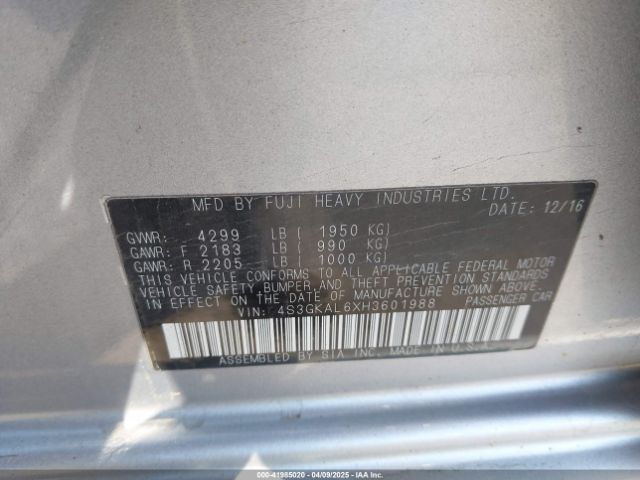 MFD BY FUJI HEAVY INDUSTRIES LTD.
DATE: 12/16
GVWR: 4299 LB ( 1950 KG)
GAWR: F 2183 LB ( 990 KG)
GAWR: R 2205 LB ( 1000 KG)
THIS VEHICLE CONFORMS TO ALL APPLICABLE FEDERAL MOTOR
VEHICLE SAFETY BUMPER, AND THEFT PREVENTION STANDARDS
IN EFFECT ON THE DATE OF MANUFACTURE SHOWN ABOVE.
VIN: 4S3GKAL6XH3601988 PASSENGER CAR
ASSEMBLED BY SIA INC. MADE IN U.S.A.
000-41985020 - 04/09/2025 - IAAI.COM